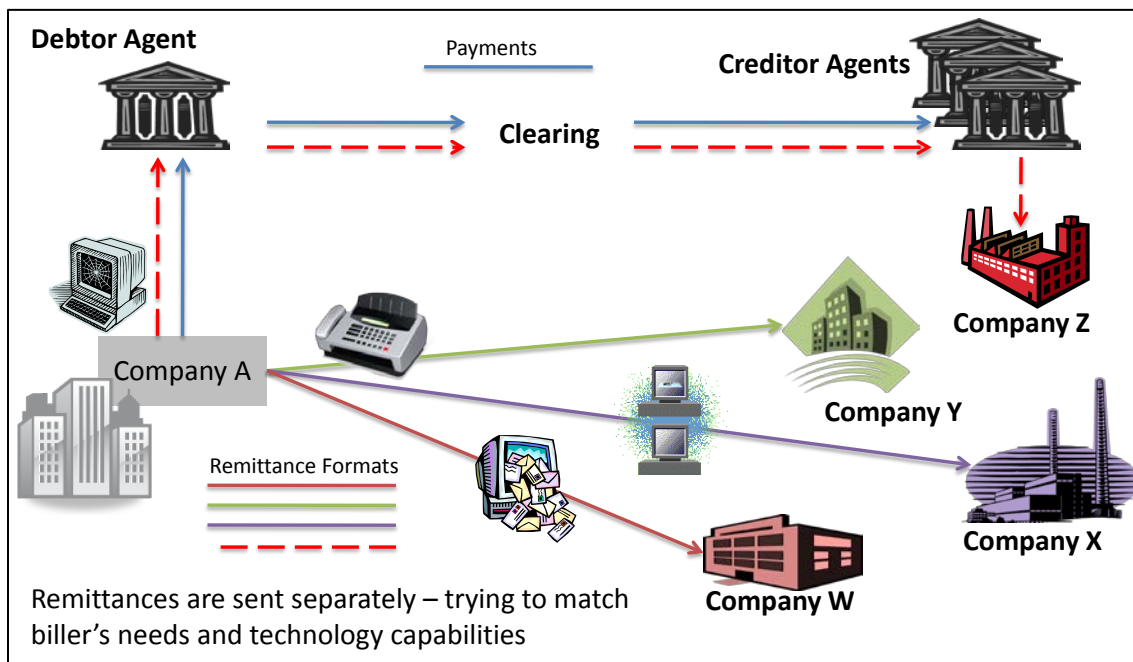 Debtor Agent
Payments
Creditor Agents
Clearing
Company Z
Company A
Company Y
Remittance Formats
Company X
Company W
Remittances are sent separately – trying to match
biller's needs and technology capabilities